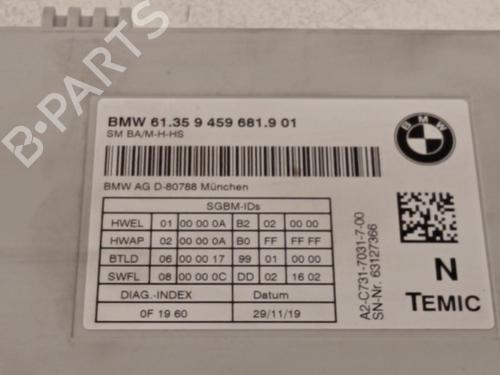 BMW 61.35 9 459 681.9 01
SM BA/M-H-HS
BMW
BMW AG D-80788 München
SGBM-IDs
HWEL 01 00 00 0A B2 02 00 00
HWAP 02 00 00 0A B0 FF FF FF
BTLD 06 00 00 17 99 01 00 00
SWFL 08 00 00 0C DD 02 16 02
DIAG.-INDEX Datum
0F 19 60 29/11/19
A2-C731-7031-7-00
SN-Nr. 63127366
N
TEMIC